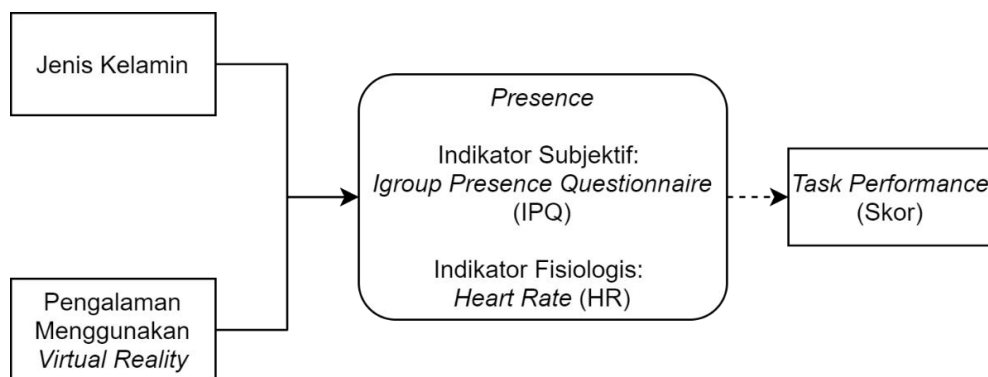 Jenis Kelamin
Pengalaman
Menggunakan
Virtual Reality
Presence
Indikator Subjektif:
Igroup Presence Questionnaire
(IPQ)
Indikator Fisiologis:
Heart Rate (HR)
Task Performance
(Skor)